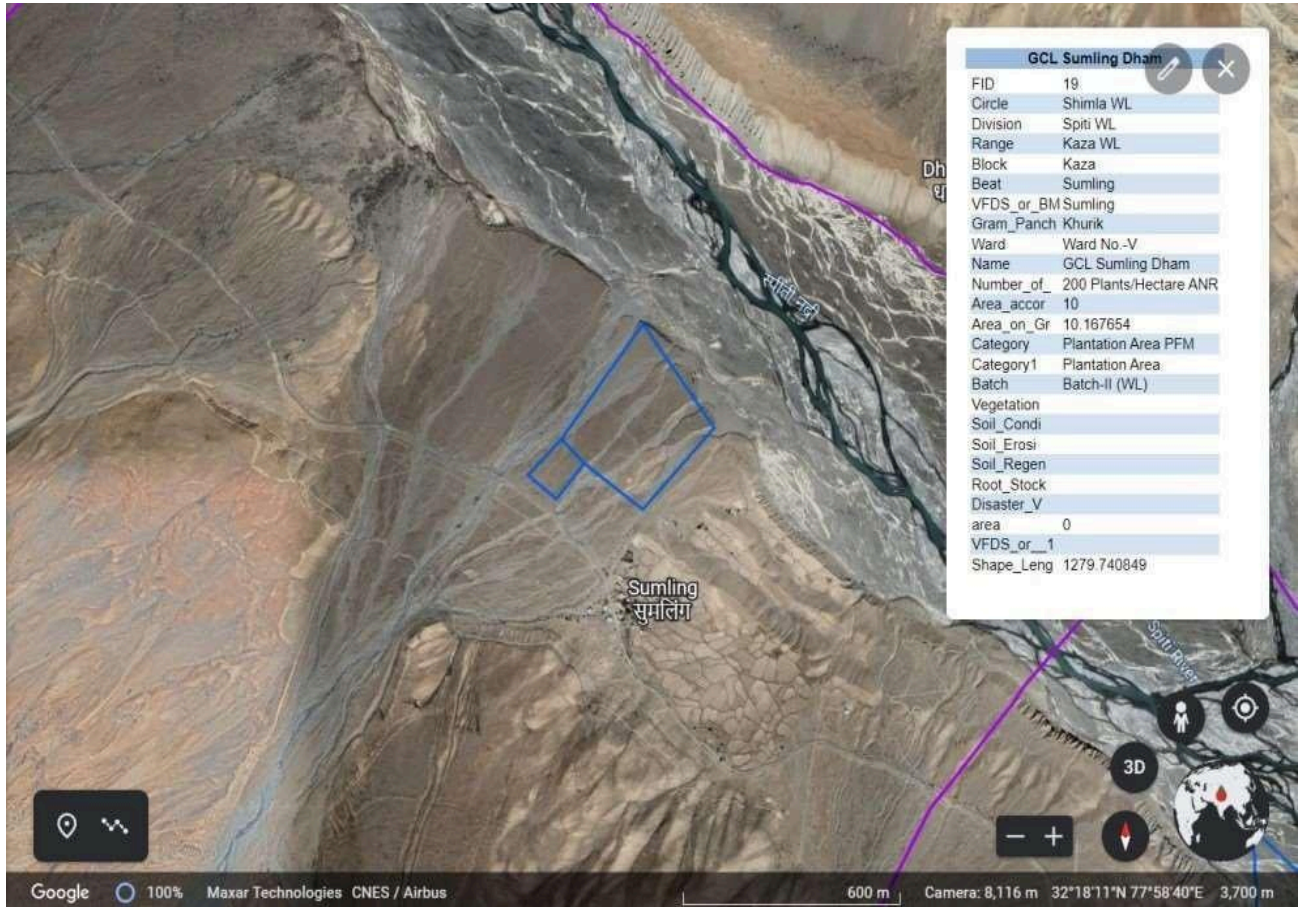 GCL Sumling Dham
FID 19
Circle Shimla WL
Division Spiti WL
Range Kaza WL
Block Kaza
Beat Sumling
VFDS_or_BM Sumling
Gram_Panch Khurik
Ward Ward No.-V
Name GCL Sumling Dham
Number_of_ 200 Plants/Hectare ANR
Area_accor 10
Area_on_Gr 10.167654
Category Plantation Area PFM
Category1 Plantation Area
Batch Batch-II (WL)
Vegetation
Soil_Condi
Soil_Erosi
Soil_Regen
Root_Stock
Disaster_V
area 0
VFDS_or__1
Shape_Leng 1279.740849
Dh
स्पीती नदी
Sumling
सुमलिंग
Spiti River
3D
Google 100% Maxar Technologies CNES / Airbus 600 m Camera: 8,116 m 32°18'11"N 77°58'40"E 3,700 m